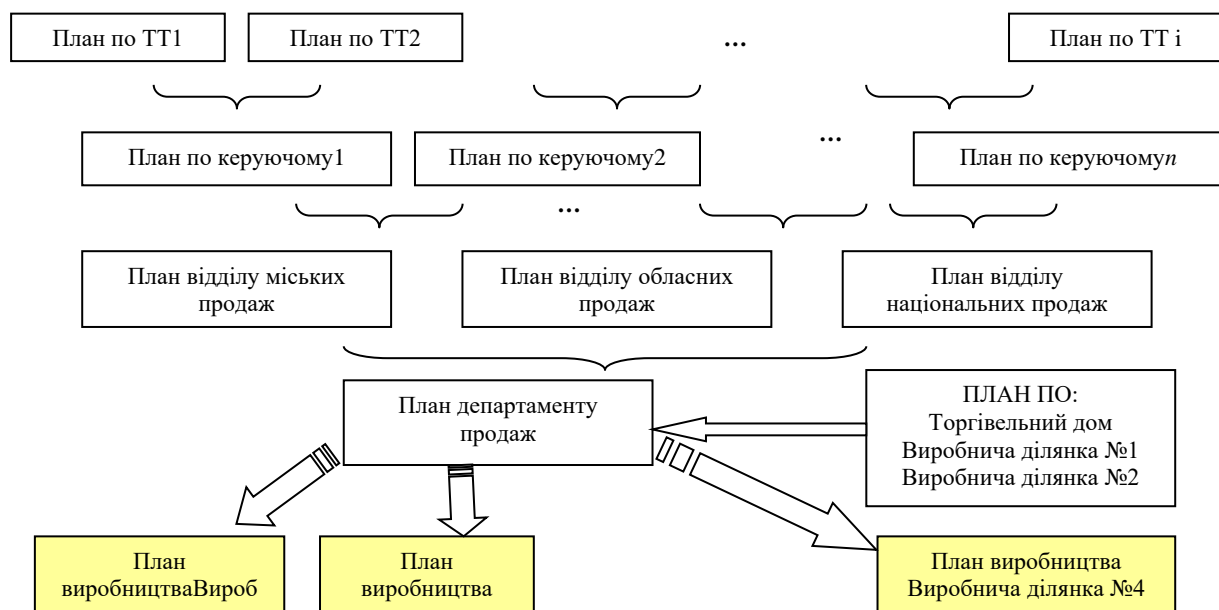 План по ТТ1
План по ТТ2
...
План по ТТ і
План по керуючому1
План по керуючому2
...
План по керуючомуn
...
План відділу міських
продаж
План відділу обласних
продаж
План відділу
національних продаж
План департаменту
продаж
ПЛАН ПО:
Торгівельний дом
Виробнича ділянка №1
Виробнича ділянка №2
План
виробництваВироб
План
виробництва
План виробництва
Виробнича ділянка №4